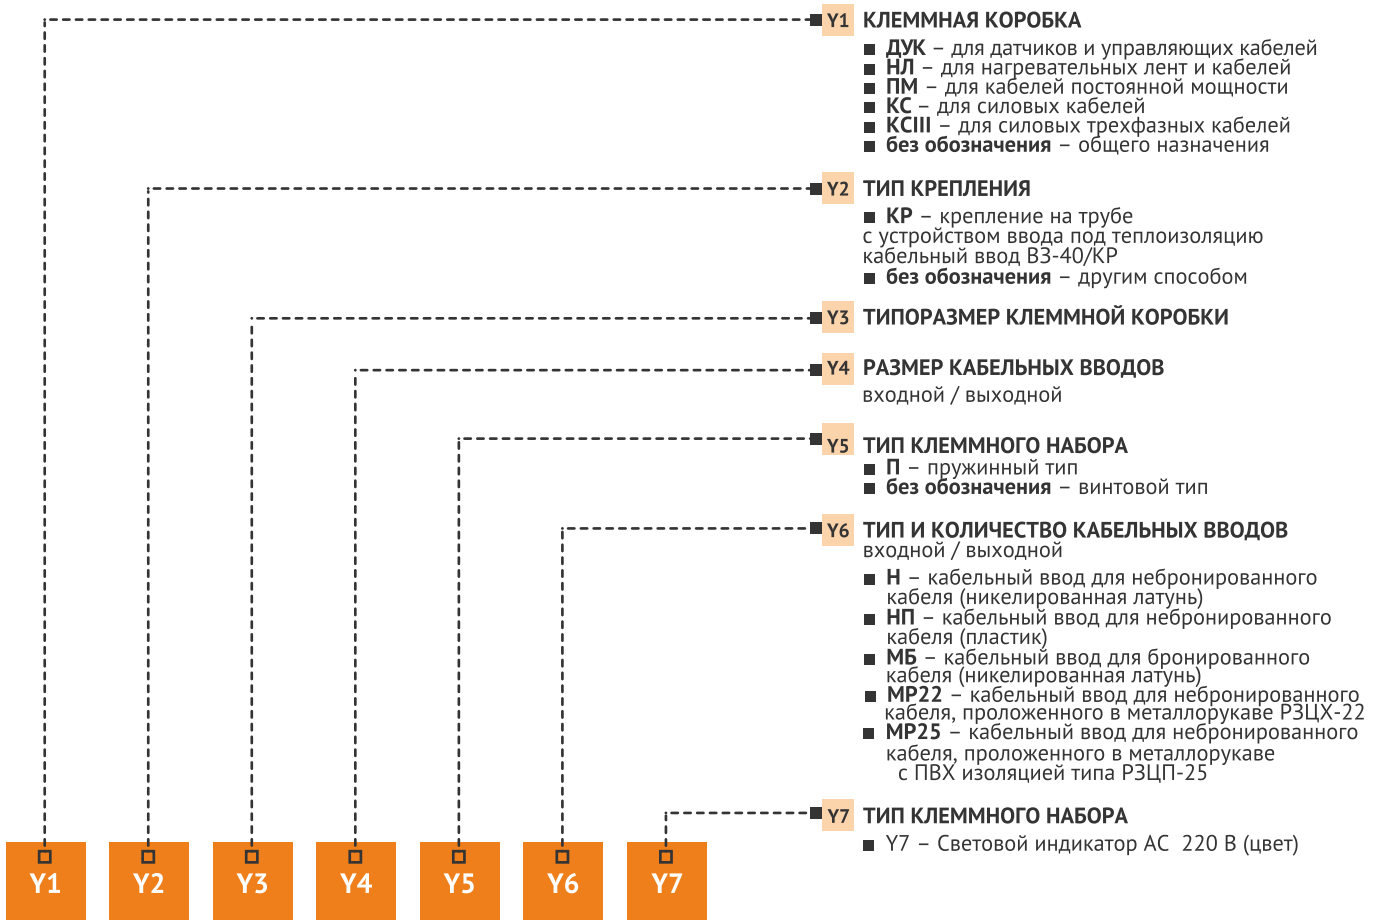 Y1 КЛЕММНАЯ КОРОБКА
ДУК – для датчиков и управляющих кабелей
НЛ – для нагревательных лент и кабелей
ПМ – для кабелей постоянной мощности
КС – для силовых кабелей
КСIII – для силовых трехфазных кабелей
без обозначения – общего назначения
Y2 ТИП КРЕПЛЕНИЯ
КР – крепление на трубе
с устройством ввода под теплоизоляцию
кабельный ввод ВЗ-40/КР
без обозначения – другим способом
Y3 ТИПОРАЗМЕР КЛЕММНОЙ КОРОБКИ
Y4 РАЗМЕР КАБЕЛЬНЫХ ВВОДОВ
входной / выходной
Y5 ТИП КЛЕММНОГО НАБОРА
П – пружинный тип
без обозначения – винтовой тип
Y6 ТИП И КОЛИЧЕСТВО КАБЕЛЬНЫХ ВВОДОВ
входной / выходной
Н – кабельный ввод для небронированного
кабеля (никелированная латунь)
НП – кабельный ввод для небронированного
кабеля (пластик)
МБ – кабельный ввод для бронированного
кабеля (никелированная латунь)
МР22 – кабельный ввод для небронированного
кабеля, проложенного в металлорукаве РЗЦХ-22
МР25 – кабельный ввод для небронированного
кабеля, проложенного в металлорукаве
с ПВХ изоляцией типа РЗЦП-25
Y7 ТИП КЛЕММНОГО НАБОРА
Y7 – Световой индикатор АС 220 В (цвет)
Y1 Y2 Y3 Y4 Y5 Y6 Y7